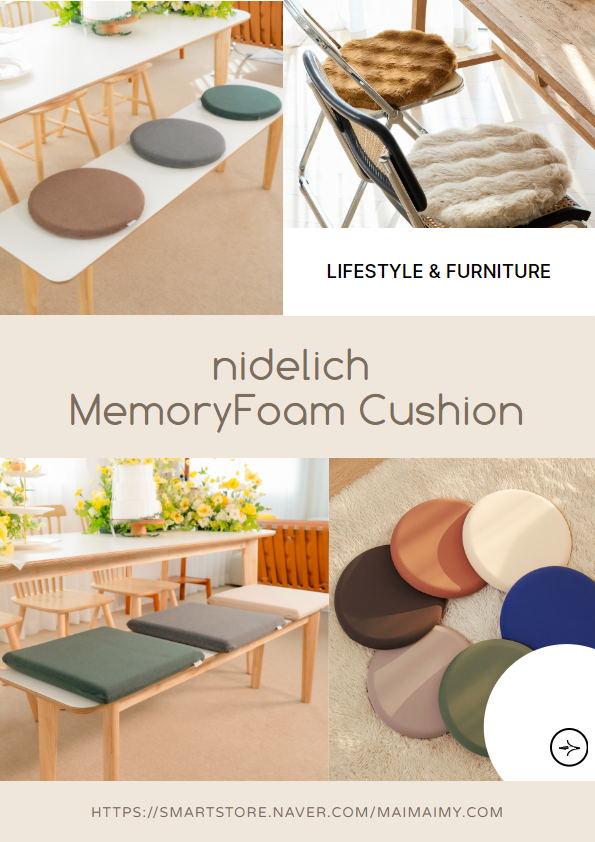 LIFESTYLE & FURNITURE
nidelich
MemoryFoam Cushion
HTTPS://SMARTSTORE.NAVER.COM/MAIMAIMY.COM